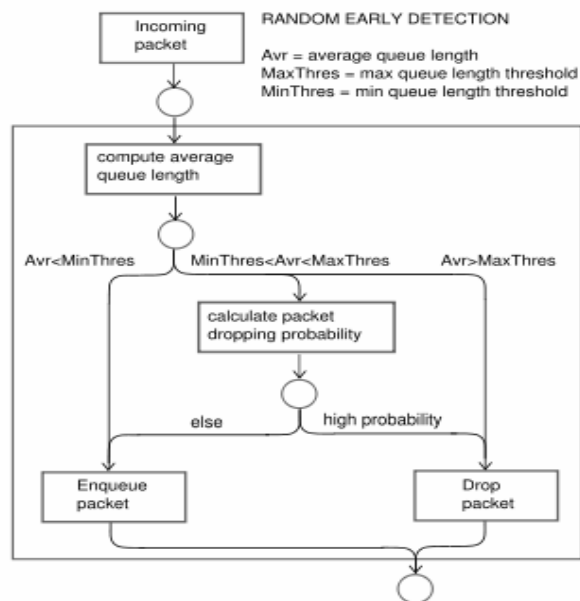 Incoming
packet
RANDOM EARLY DETECTION
Avr = average queue length
MaxThres = max queue length threshold
MinThres = min queue length threshold
compute average
queue length
Avr<MinThres
MinThres<Avr<MaxThres
Avr>MaxThres
calculate packet
dropping probability
else
high probability
Enqueue
packet
Drop
packet